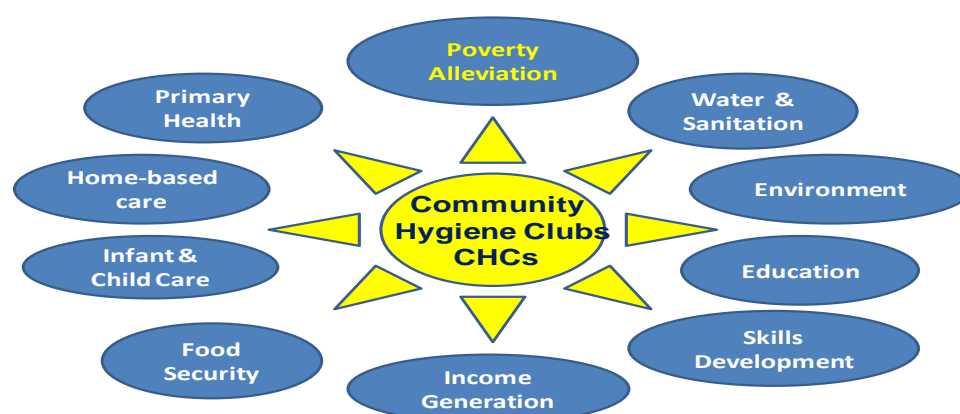 Poverty
Alleviation
Primary
Health
Water &
Sanitation
Home-based
care
Environment
Community
Hygiene Clubs
CHCs
Infant &
Child Care
Education
Food
Security
Skills
Development
Income
Generation